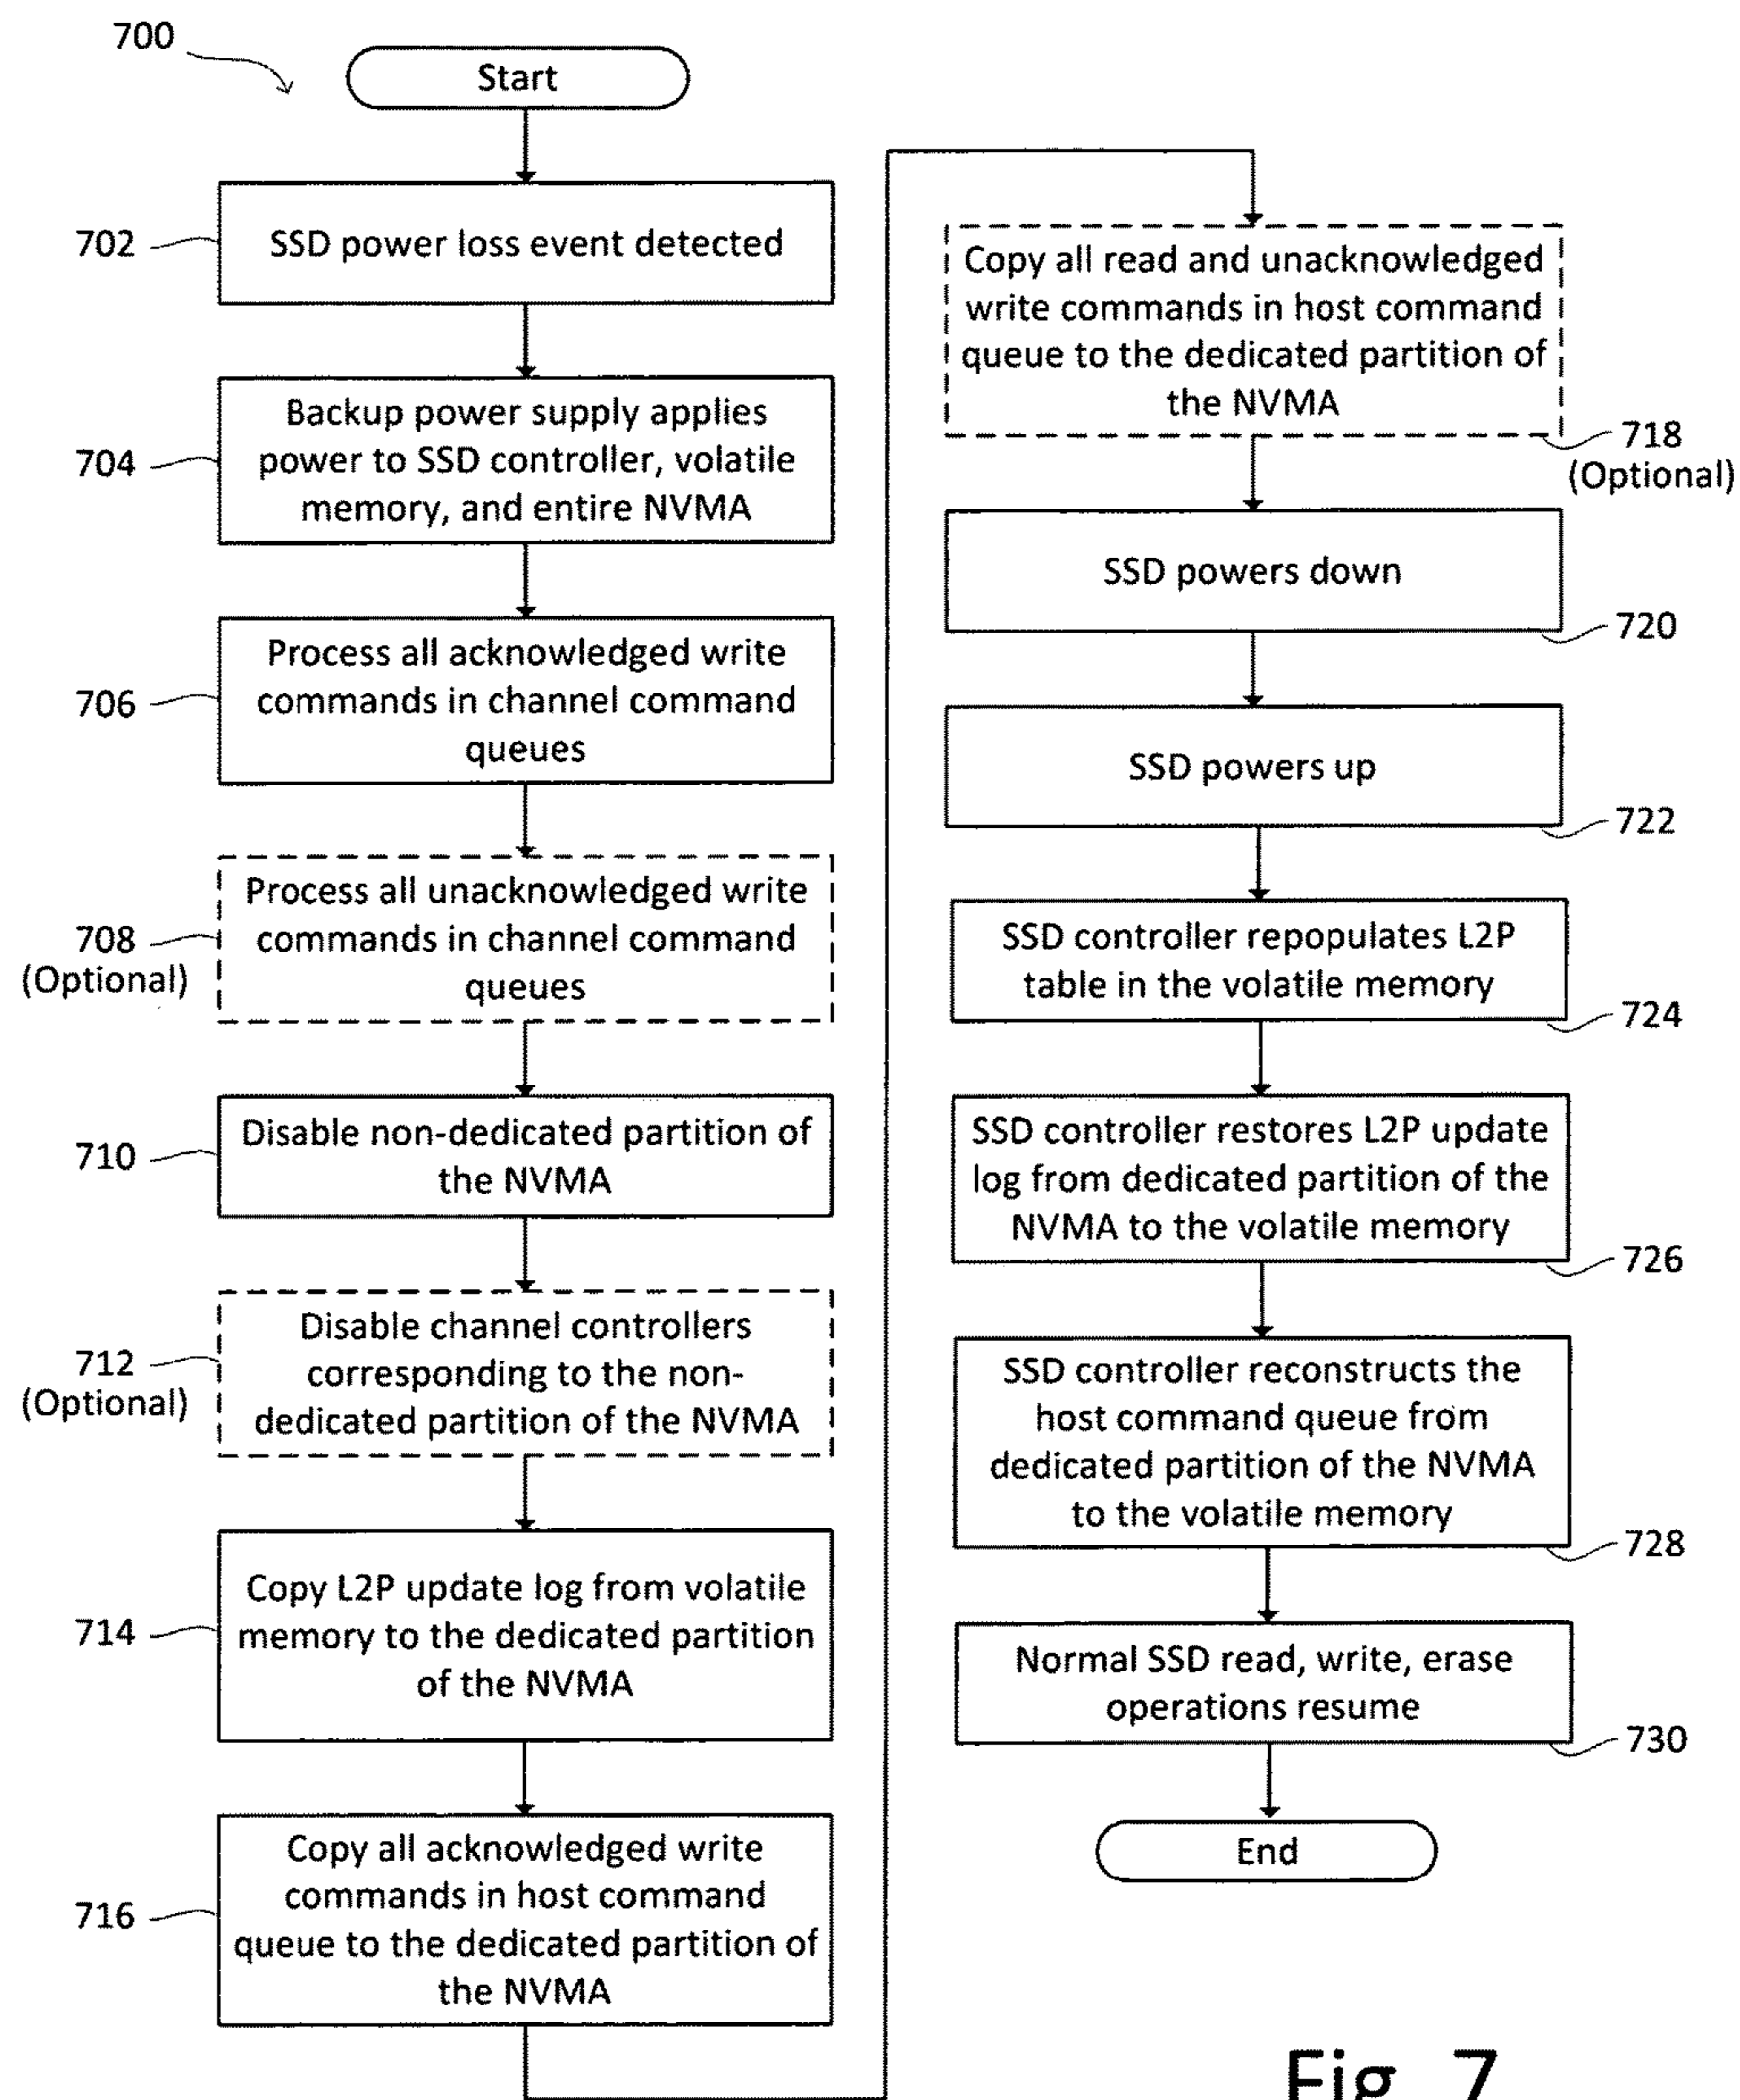 700
Start
702
SSD power loss event detected
704
Backup power supply applies
power to SSD controller, volatile
memory, and entire NVMA
706
Process all acknowledged write
commands in channel command
queues
708
(Optional)
Process all unacknowledged write
commands in channel command
queues
710
Disable non-dedicated partition of
the NVMA
712
(Optional)
Disable channel controllers
corresponding to the non-
dedicated partition of the NVMA
714
Copy L2P update log from volatile
memory to the dedicated partition
of the NVMA
716
Copy all acknowledged write
commands in host command
queue to the dedicated partition of
the NVMA
Copy all read and unacknowledged
write commands in host command
queue to the dedicated partition of
the NVMA
718
(Optional)
SSD powers down
720
SSD powers up
722
SSD controller repopulates L2P
table in the volatile memory
724
SSD controller restores L2P update
log from dedicated partition of the
NVMA to the volatile memory
726
SSD controller reconstructs the
host command queue from
dedicated partition of the NVMA
to the volatile memory
728
Normal SSD read, write, erase
operations resume
730
End
Fig. 7